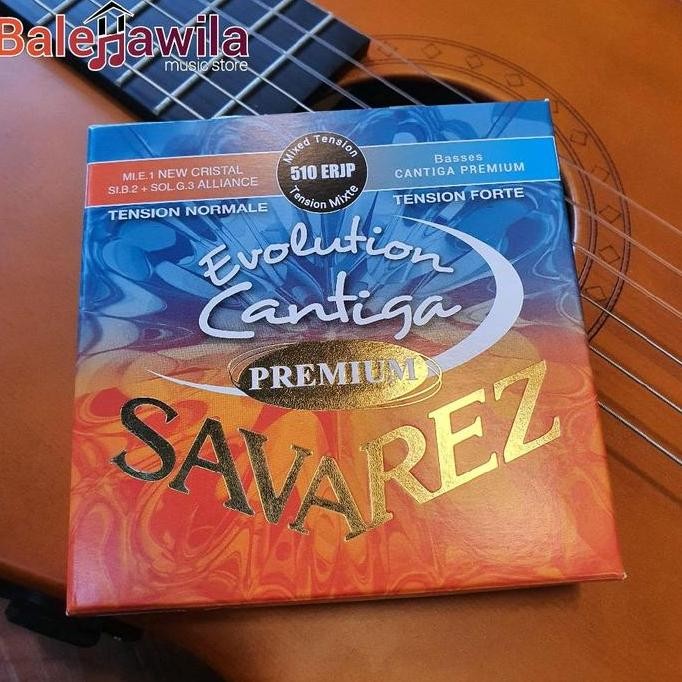 BaleHawila
music store
Mixed Tension
510 ERJP
Tension Mixte
MI.E.1 NEW CRISTAL
SI.B.2 + SOL.G.3 ALLIANCE
TENSION NORMALE
Basses
CANTIGA PREMIUM
TENSION FORTE
Evolution
Cantiga
PREMIUM
SAVAREZ